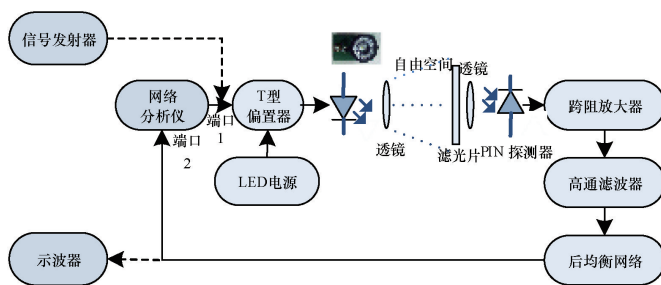 信号发射器
自由空间
透镜
网络
分析仪
端口
1
T型
偏置器
跨阻放大器
端口
2
透镜
滤光片
PIN 探测器
LED电源
高通滤波器
示波器
后均衡网络